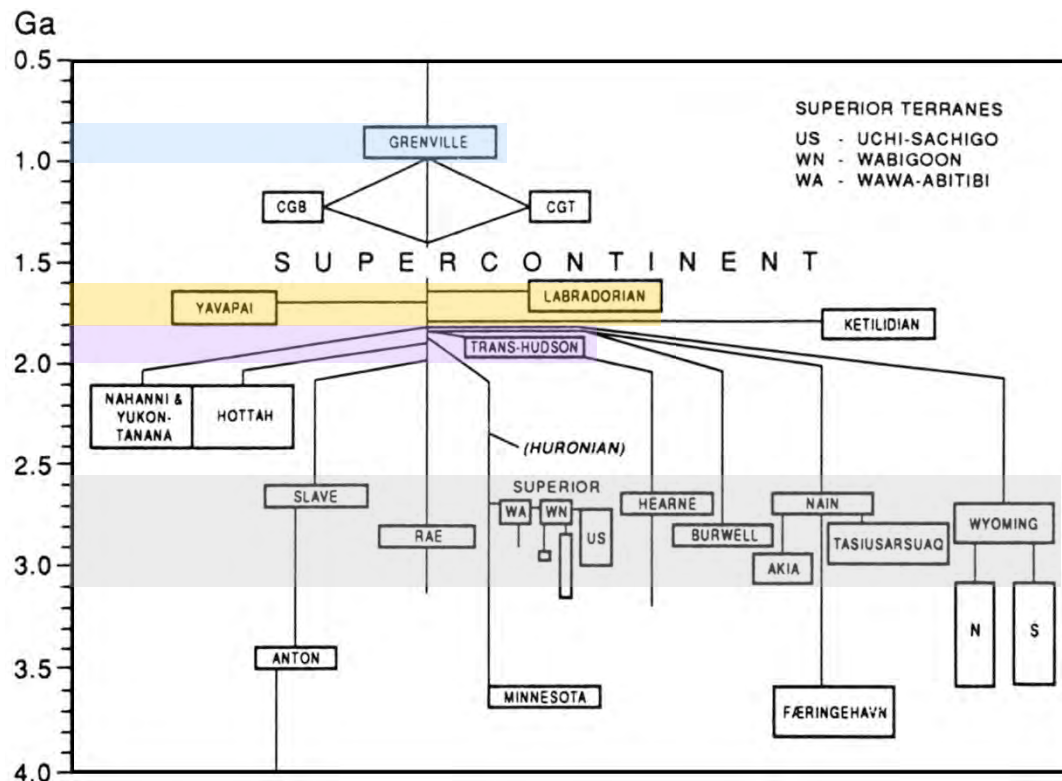 Ga
0.5
1.0
1.5
2.0
2.5
3.0
3.5
4.0
SUPERIOR TERRANES
US - UCHI-SACHIGO
WN - WABIGOON
WA - WAWA-ABITIBI
GRENVILLE
CGB
CGT
SUPERCONTINENT
YAVAPAI
LABRADORIAN
KETILIDIAN
TRANS-HUDSON
NAHANNI &
YUKON-
TANANA
HOTTAH
(HURONIAN)
SLAVE
RAE
SUPERIOR
WA
WN
US
HEARNE
BURWELL
NAIN
AKIA
TASIUSARSUAQ
WYOMING
N
S
ANTON
MINNESOTA
FÆRINGEHAVN